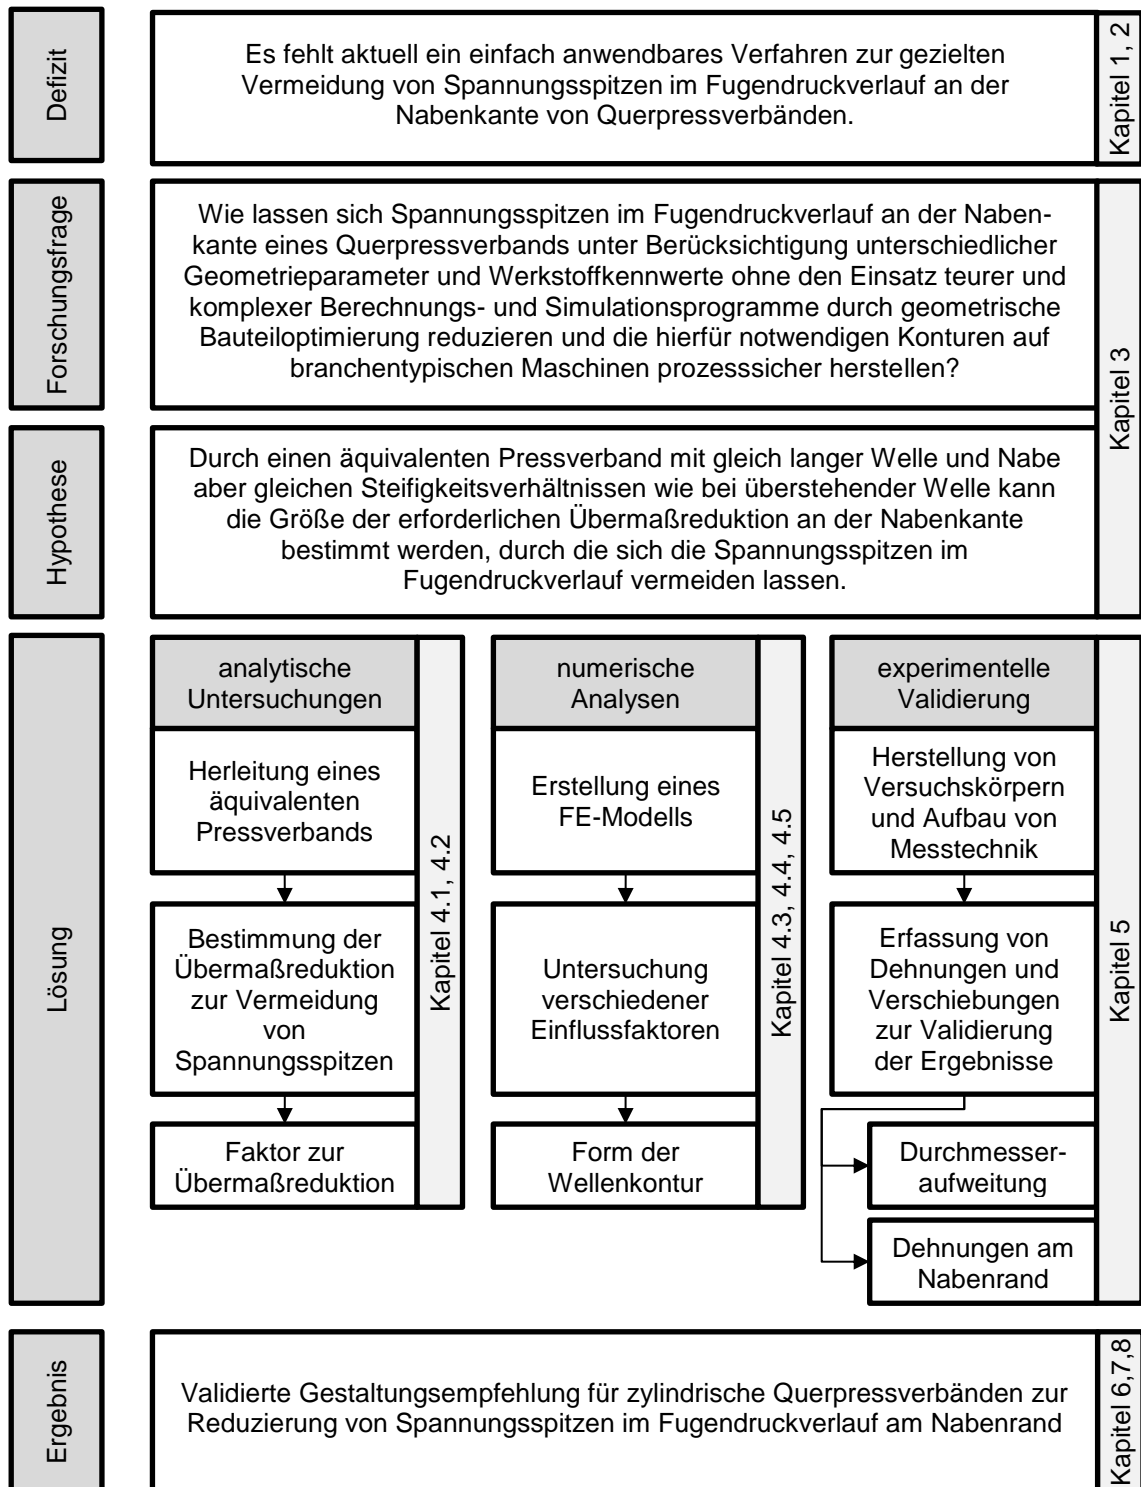 Defizit
Es fehlt aktuell ein einfach anwendbares Verfahren zur gezielten
Vermeidung von Spannungsspitzen im Fugendruckverlauf an der
Nabenkante von Querpressverbänden.
Kapitel 1, 2
Forschungsfrage
Wie lassen sich Spannungsspitzen im Fugendruckverlauf an der Naben-
kante eines Querpressverbands unter Berücksichtigung unterschiedlicher
Geometrieparameter und Werkstoffkennwerte ohne den Einsatz teurer und
komplexer Berechnungs- und Simulationsprogramme durch geometrische
Bauteiloptimierung reduzieren und die hierfür notwendigen Konturen auf
branchentypischen Maschinen prozesssicher herstellen?
Kapitel 3
Hypothese
Durch einen äquivalenten Pressverband mit gleich langer Welle und Nabe
aber gleichen Steifigkeitsverhältnissen wie bei überstehender Welle kann
die Größe der erforderlichen Übermaßreduktion an der Nabenkante
bestimmt werden, durch die sich die Spannungsspitzen im
Fugendruckverlauf vermeiden lassen.
Lösung
analytische
Untersuchungen
Herleitung eines
äquivalenten
Pressverbands
Bestimmung der
Übermaßreduktion
zur Vermeidung
von
Spannungsspitzen
Faktor zur
Übermaßreduktion
Kapitel 4.1, 4.2
numerische
Analysen
Erstellung eines
FE-Modells
Untersuchung
verschiedener
Einflussfaktoren
Form der
Wellenkontur
Kapitel 4.3, 4.4, 4.5
experimentelle
Validierung
Herstellung von
Versuchskörpern
und Aufbau von
Messtechnik
Erfassung von
Dehnungen und
Verschiebungen
zur Validierung
der Ergebnisse
Durchmesser-
aufweitung
Dehnungen am
Nabenrand
Kapitel 5
Ergebnis
Validierte Gestaltungsempfehlung für zylindrische Querpressverbänden zur
Reduzierung von Spannungsspitzen im Fugendruckverlauf am Nabenrand
Kapitel 6,7,8